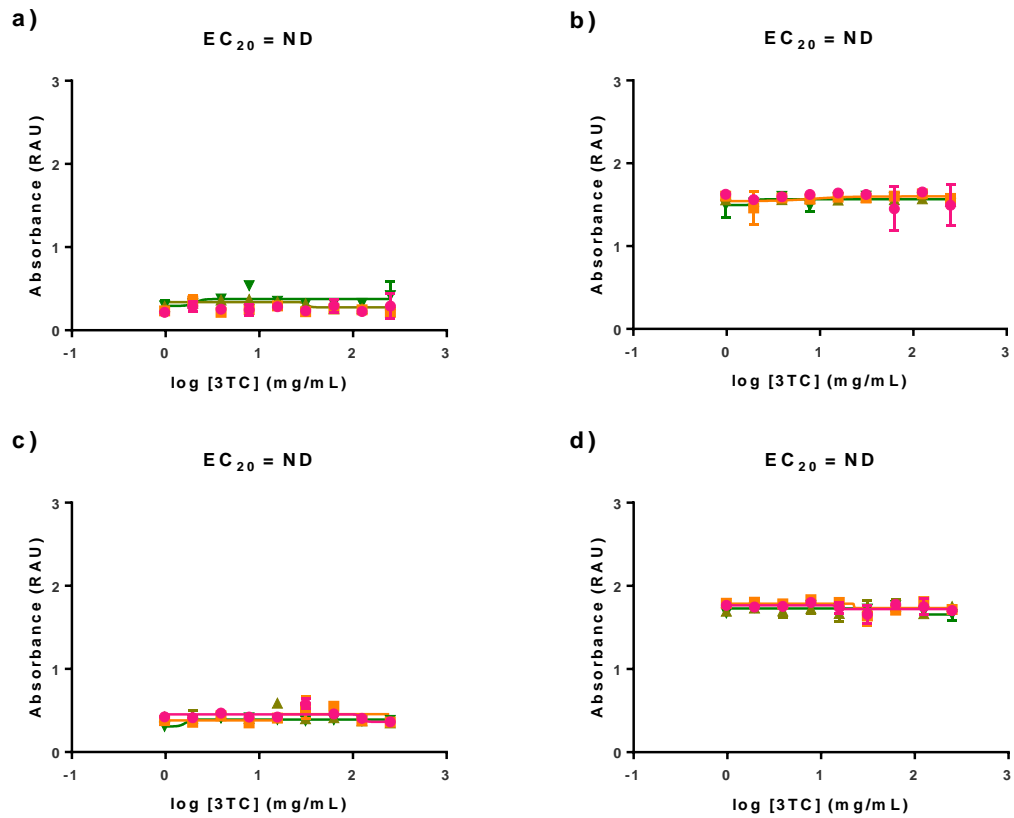 a)
EC20 = ND
3
2
1
0
Absorbance (RAU)
-1 0 1 2 3
log [3TC] (mg/mL)
b)
EC20 = ND
3
2
1
0
Absorbance (RAU)
-1 0 1 2 3
log [3TC] (mg/mL)
c)
EC20 = ND
3
2
1
0
Absorbance (RAU)
-1 0 1 2 3
log [3TC] (mg/mL)
d)
EC20 = ND
3
2
1
0
Absorbance (RAU)
-1 0 1 2 3
log [3TC] (mg/mL)